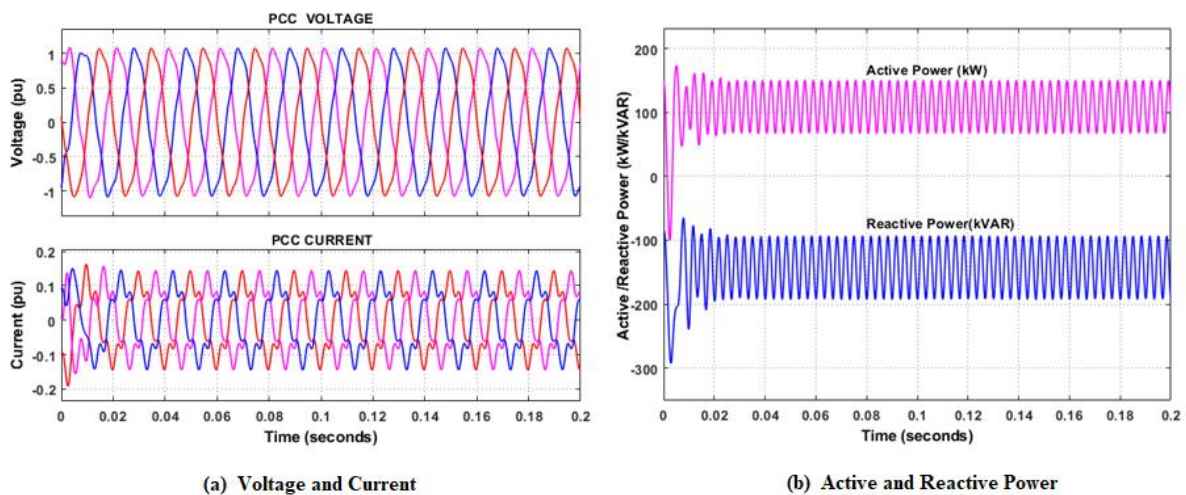 PCC VOLTAGE
Voltage (pu)
1
0.5
0
-0.5
-1
PCC CURRENT
Current (pu)
0.2
0.1
0
-0.1
-0.2
0 0.02 0.04 0.06 0.08 0.1 0.12 0.14 0.16 0.18 0.2
Time (seconds)
(a) Voltage and Current
Active /Reactive Power (kW/kVAR)
200
100
0
-100
-200
-300
Active Power (kW)
Reactive Power(kVAR)
0 0.02 0.04 0.06 0.08 0.1 0.12 0.14 0.16 0.18 0.2
Time (seconds)
(b) Active and Reactive Power